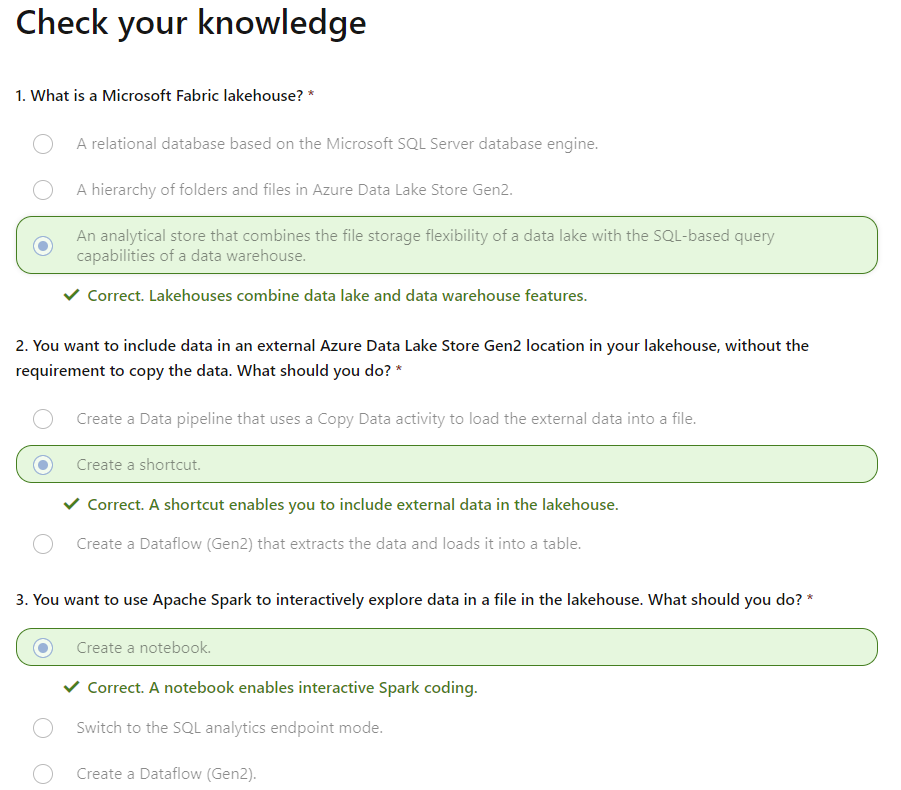 Check your knowledge
1. What is a Microsoft Fabric lakehouse? *
A relational database based on the Microsoft SQL Server database engine.
A hierarchy of folders and files in Azure Data Lake Store Gen2.
An analytical store that combines the file storage flexibility of a data lake with the SQL-based query
capabilities of a data warehouse.
Correct. Lakehouses combine data lake and data warehouse features.
2. You want to include data in an external Azure Data Lake Store Gen2 location in your lakehouse, without the
requirement to copy the data. What should you do? *
Create a Data pipeline that uses a Copy Data activity to load the external data into a file.
Create a shortcut.
Correct. A shortcut enables you to include external data in the lakehouse.
Create a Dataflow (Gen2) that extracts the data and loads it into a table.
3. You want to use Apache Spark to interactively explore data in a file in the lakehouse. What should you do? *
Create a notebook.
Correct. A notebook enables interactive Spark coding.
Switch to the SQL analytics endpoint mode.
Create a Dataflow (Gen2).